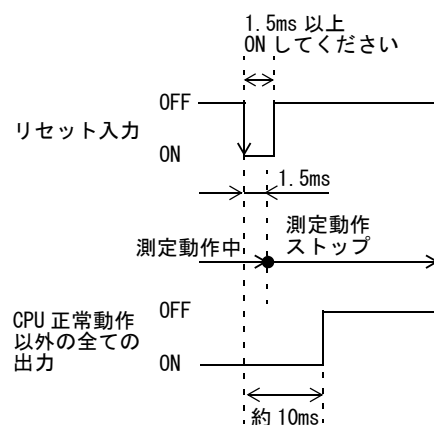 1.5ms 以上
ON してください
OFF
リセット入力
ON
1.5ms
測定動作中
測定動作
ストップ
OFF
CPU 正常動作
以外の全ての
出力
ON
約 10ms